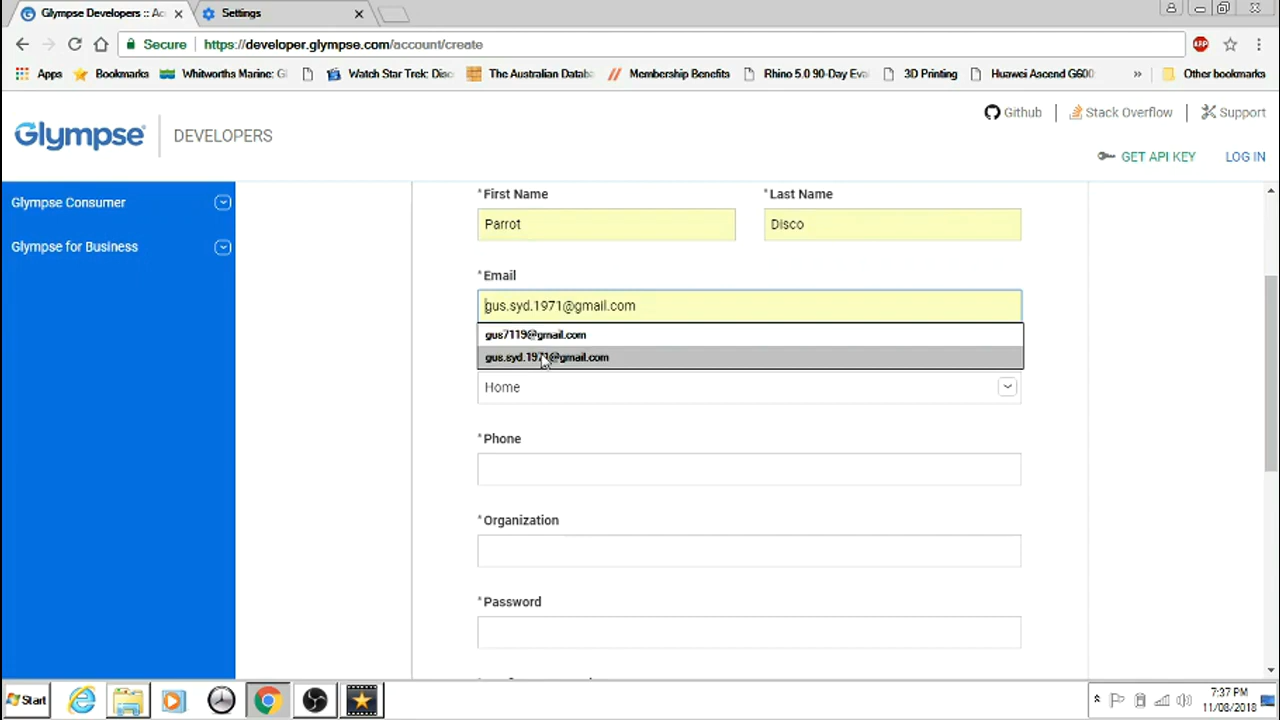 Glympse Developers :: Acc
Settings
Secure
https://developer.glympse.com/account/create
ABP
Apps
Bookmarks
Whitworths Marine: Gl
Watch Star Trek: Disc
The Australian Datab
Membership Benefits
Rhino 5.0 90-Day Eva
3D Printing
Huawei Ascend G600
»
Other bookmarks
Glympse
DEVELOPERS
Github
Stack Overflow
Support
GET API KEY
LOG IN
Glympse Consumer
Glympse for Business
*First Name
*Last Name
Parrot
Disco
*Email
gus.syd.1971@gmail.com
gus7119@gmail.com
gus.syd.1971@gmail.com
Home
*Phone
*Organization
*Password
Start
7:37 PM
11/08/2018